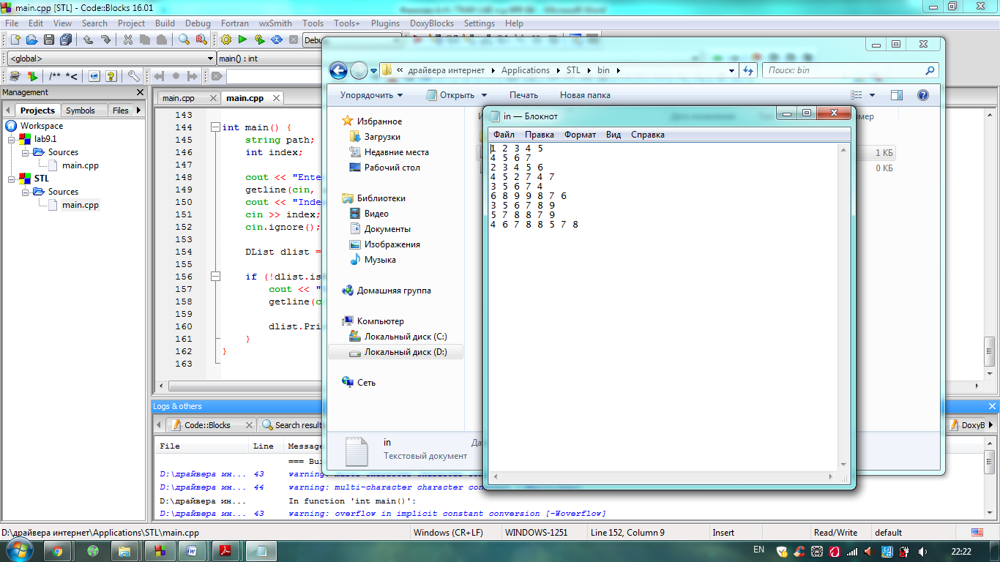 main.cpp [STL] - Code::Blocks 16.01
File Edit View Search Project Build Debug Fortran wxSmith Tools Tools+ Plugins DoxyBlocks Settings Help
<global>
main() : int
/** *<
Management
Projects Symbols Files
Workspace
lab9.1
Sources
main.cpp
STL
Sources
main.cpp
main.cpp main.cpp
143
144 int main() {
145 string path;
146 int index;
147
148 cout << "Ente
149 getline(cin,
150 cout << "Inde
151 cin >> index;
152 cin.ignore();
153
154 DList dlist =
155
156 if (!dlist.is
157 cout << "
158 getline(c
159
160 dlist.Pri
161 }
162 }
163
« драйвера интернет Applications STL bin
Поиск: bin
Упорядочить Открыть Печать Новая папка
Избранное
Загрузки
Недавние места
Рабочий стол
Библиотеки
Видео
Документы
Изображения
Музыка
Домашняя группа
Компьютер
Локальный диск (C:)
Локальный диск (D:)
Сеть
1 КБ
0 КБ
in
Текстовый документ
in — Блокнот
Файл Правка Формат Вид Справка
1 2 3 4 5
4 5 6 7
2 3 4 5 6
4 5 2 7 4 7
3 5 6 7 4
6 8 9 9 8 7 6
3 5 6 7 8 9
5 7 8 8 7 9
4 6 7 8 8 5 7 8
Logs & others
Code::Blocks Search result DoxyB
File Line Message
=== Bui
D:\драйвера ин... 43 warning:
D:\драйвера ин... 44 warning: multi-character character
D:\драйвера ин... In function 'int main()':
D:\драйвера ин... 43 warning: overflow in implicit constant conversion [-Woverflow]
D:\драйвера интернет\Applications\STL\main.cpp Windows (CR+LF) WINDOWS-1251 Line 152, Column 9 Insert Read/Write default
EN 22:22